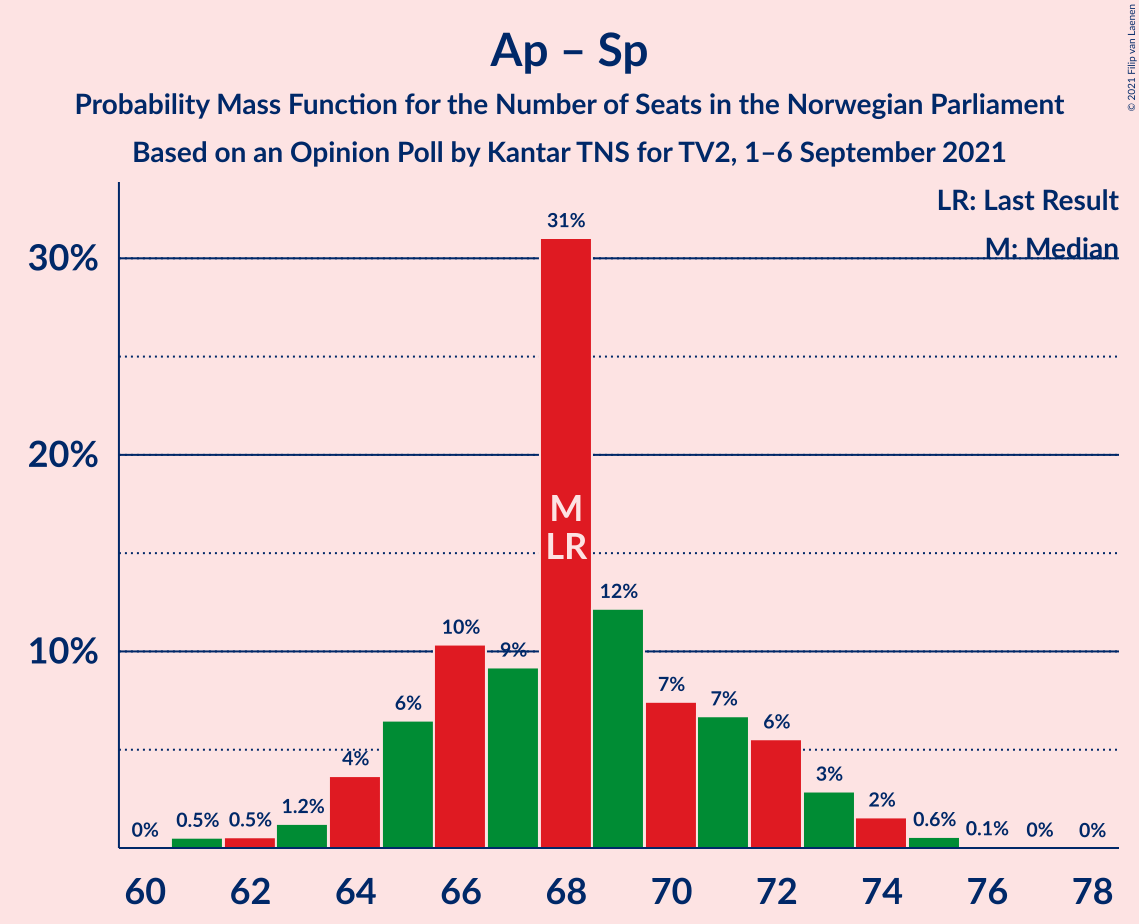 Ap – Sp
Probability Mass Function for the Number of Seats in the Norwegian Parliament
Based on an Opinion Poll by Kantar TNS for TV2, 1–6 September 2021
© 2021 Filip van Laenen
LR: Last Result
M: Median
30%
20%
10%
0%
0.5%
0.5%
1.2%
4%
6%
10%
9%
31%
12%
7%
7%
6%
3%
2%
0.6%
0.1%
0%
0%
M
LR
60 62 64 66 68 70 72 74 76 78